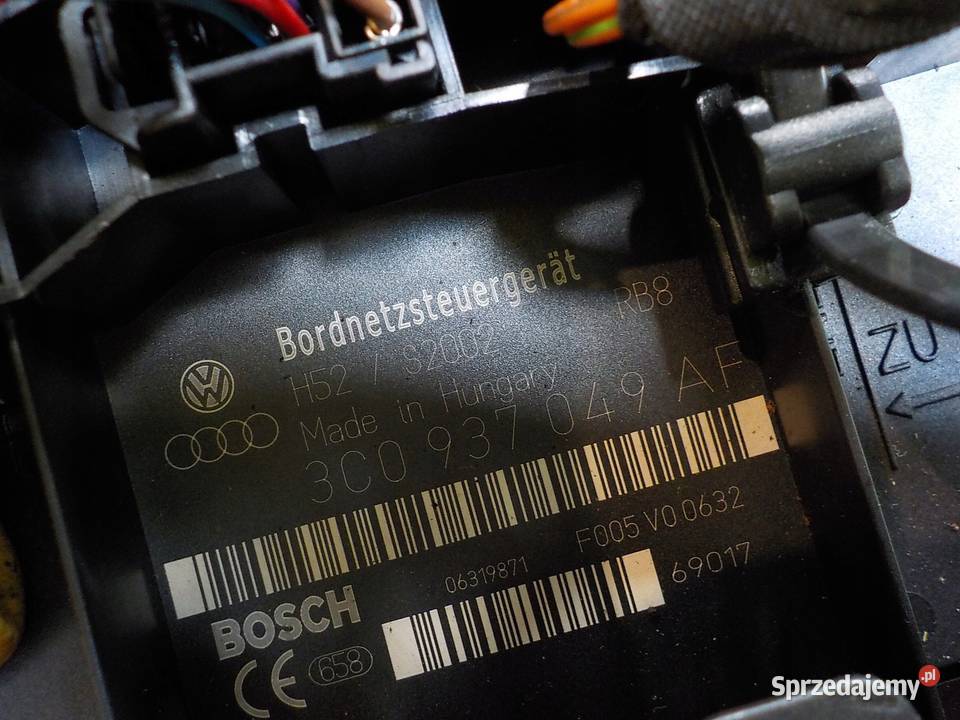 Bordnetzsteuergerät
H52 / S2002 RB8
Made in Hungary
3C0 937 049 AF
F005 V0 0632
06319871
69017
BOSCH
CE 658
ZU
Sprzedajemy.pl